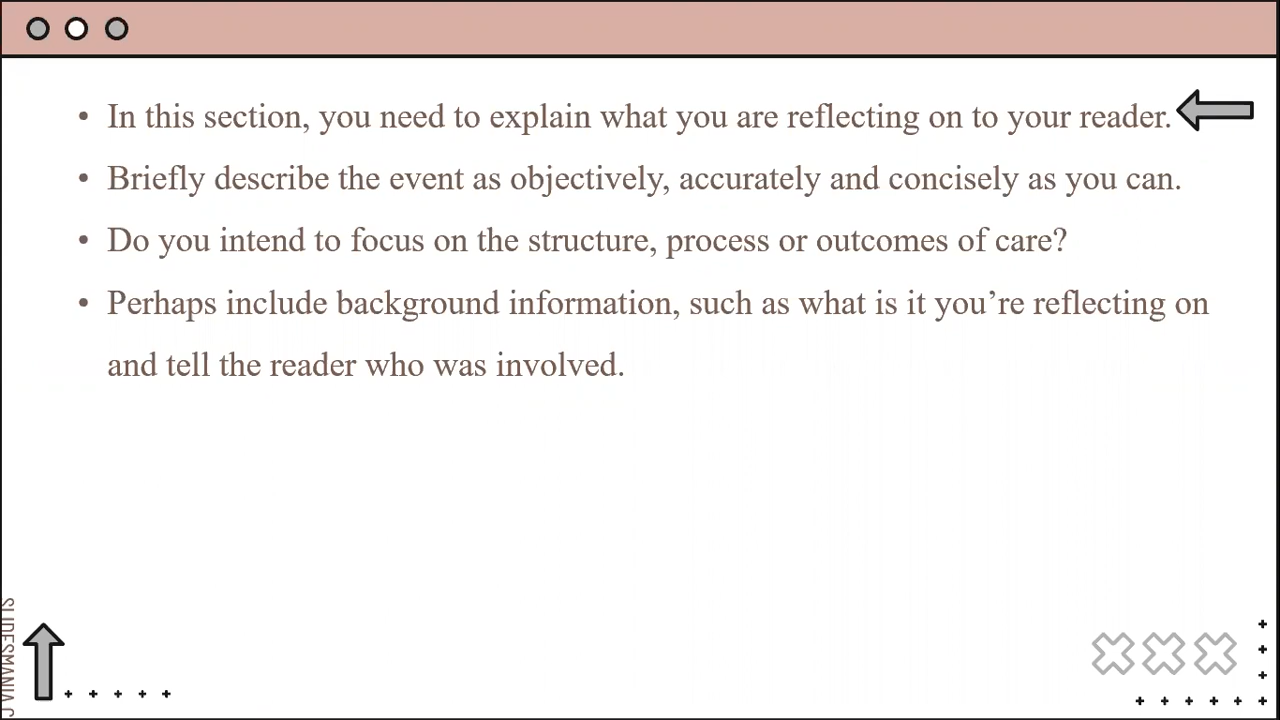 • In this section, you need to explain what you are reflecting on to your reader.
• Briefly describe the event as objectively, accurately and concisely as you can.
• Do you intend to focus on the structure, process or outcomes of care?
• Perhaps include background information, such as what is it you’re reflecting on
and tell the reader who was involved.
SLIDESMANIA.C